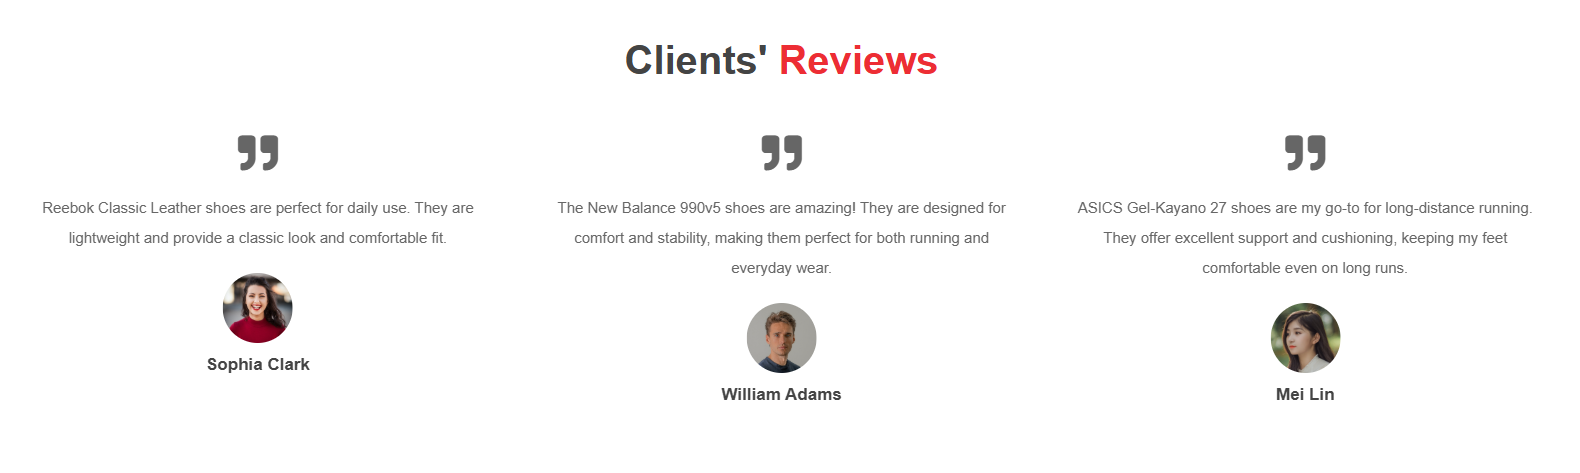 Clients' Reviews
Reebok Classic Leather shoes are perfect for daily use. They are
lightweight and provide a classic look and comfortable fit.
Sophia Clark
The New Balance 990v5 shoes are amazing! They are designed for
comfort and stability, making them perfect for both running and
everyday wear.
William Adams
ASICS Gel-Kayano 27 shoes are my go-to for long-distance running.
They offer excellent support and cushioning, keeping my feet
comfortable even on long runs.
Mei Lin